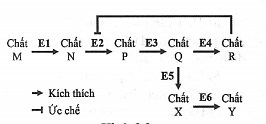 Chất E1 Chất E2 Chất E3 Chất E4 Chất
M N P Q R
E5
Chất E6 Chất
X Y
Kích thích
Ức chế